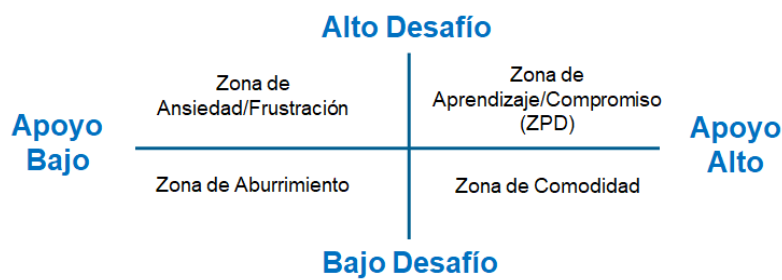 Alto Desafío
Zona de
Ansiedad/Frustración
Zona de
Aprendizaje/Compromiso
(ZPD)
Apoyo
Bajo
Apoyo
Alto
Zona de Aburrimiento
Zona de Comodidad
Bajo Desafío